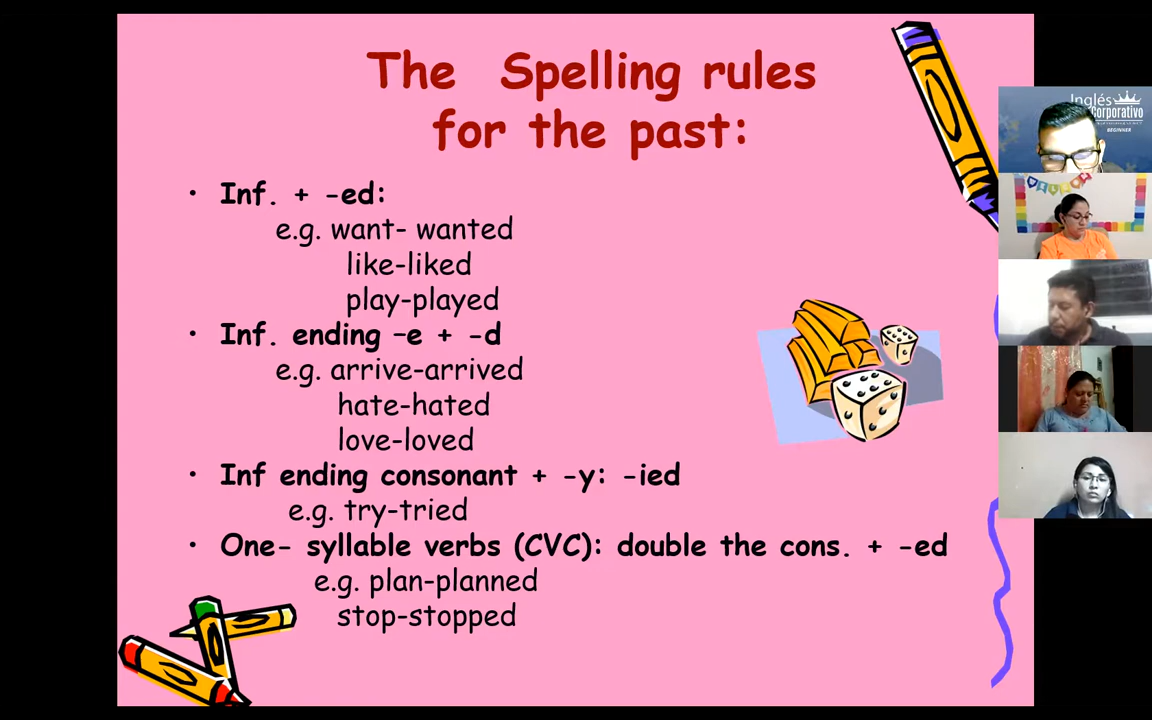 The Spelling rules
for the past:
• Inf. + -ed:
e.g. want- wanted
like-liked
play-played
• Inf. ending –e + -d
e.g. arrive-arrived
hate-hated
love-loved
• Inf ending consonant + -y: -ied
e.g. try-tried
• One- syllable verbs (CVC): double the cons. + -ed
e.g. plan-planned
stop-stopped
Inglés
Corporativo
BEGINNER